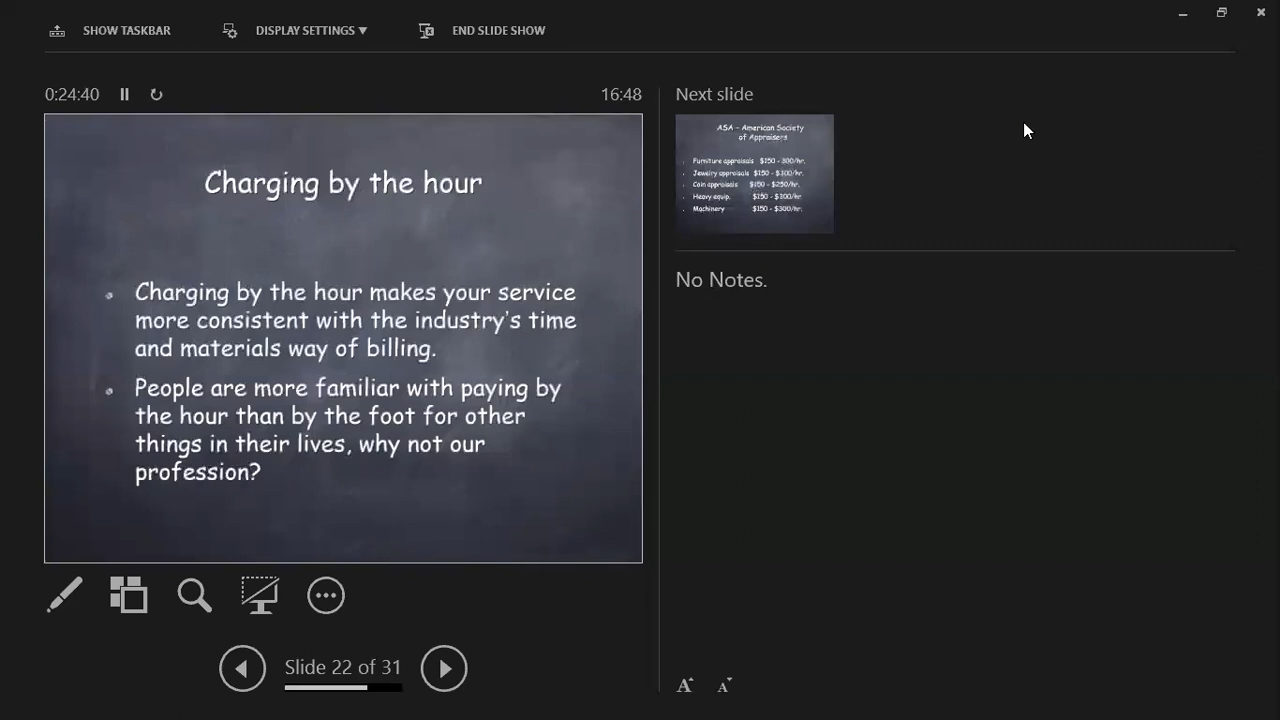 SHOW TASKBAR
DISPLAY SETTINGS ▼
END SLIDE SHOW
0:24:40
16:48
Charging by the hour
Charging by the hour makes your service
more consistent with the industry's time
and materials way of billing.
People are more familiar with paying by
the hour than by the foot for other
things in their lives, why not our
profession?
Slide 22 of 31
Next slide
ASA - American Society
of Appraisers
Furniture appraisals $150 - 300/hr.
Jewelry appraisals $150 - $300/hr.
Coin appraisals $150 - $250/hr.
Heavy equip. $150 - $300/hr.
Machinery $150 - $300/hr.
No Notes.
A A